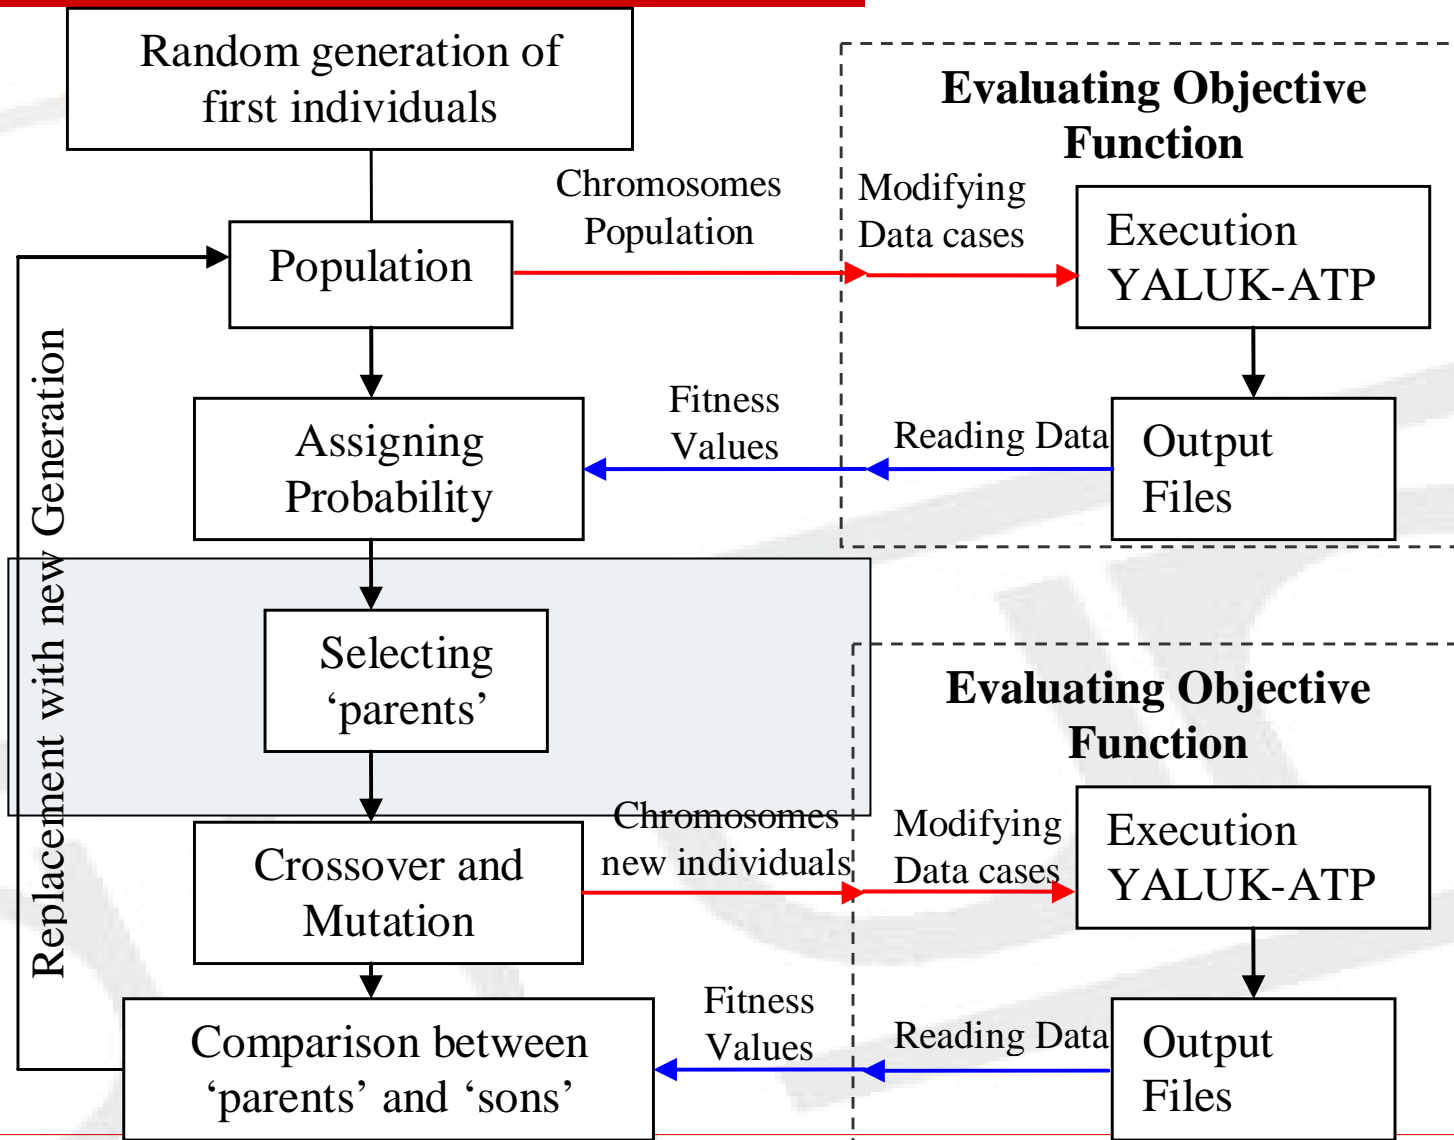 Random generation of
first individuals
Evaluating Objective
Function
Chromosomes
Population
Modifying
Data cases
Execution
YALUK-ATP
Population
Fitness
Values
Reading Data
Output
Files
Assigning
Probability
Replacement with new Generation
Selecting
‘parents’
Evaluating Objective
Function
Chromosomes
new individuals
Modifying
Data cases
Execution
YALUK-ATP
Crossover and
Mutation
Fitness
Values
Reading Data
Output
Files
Comparison between
‘parents’ and ‘sons’